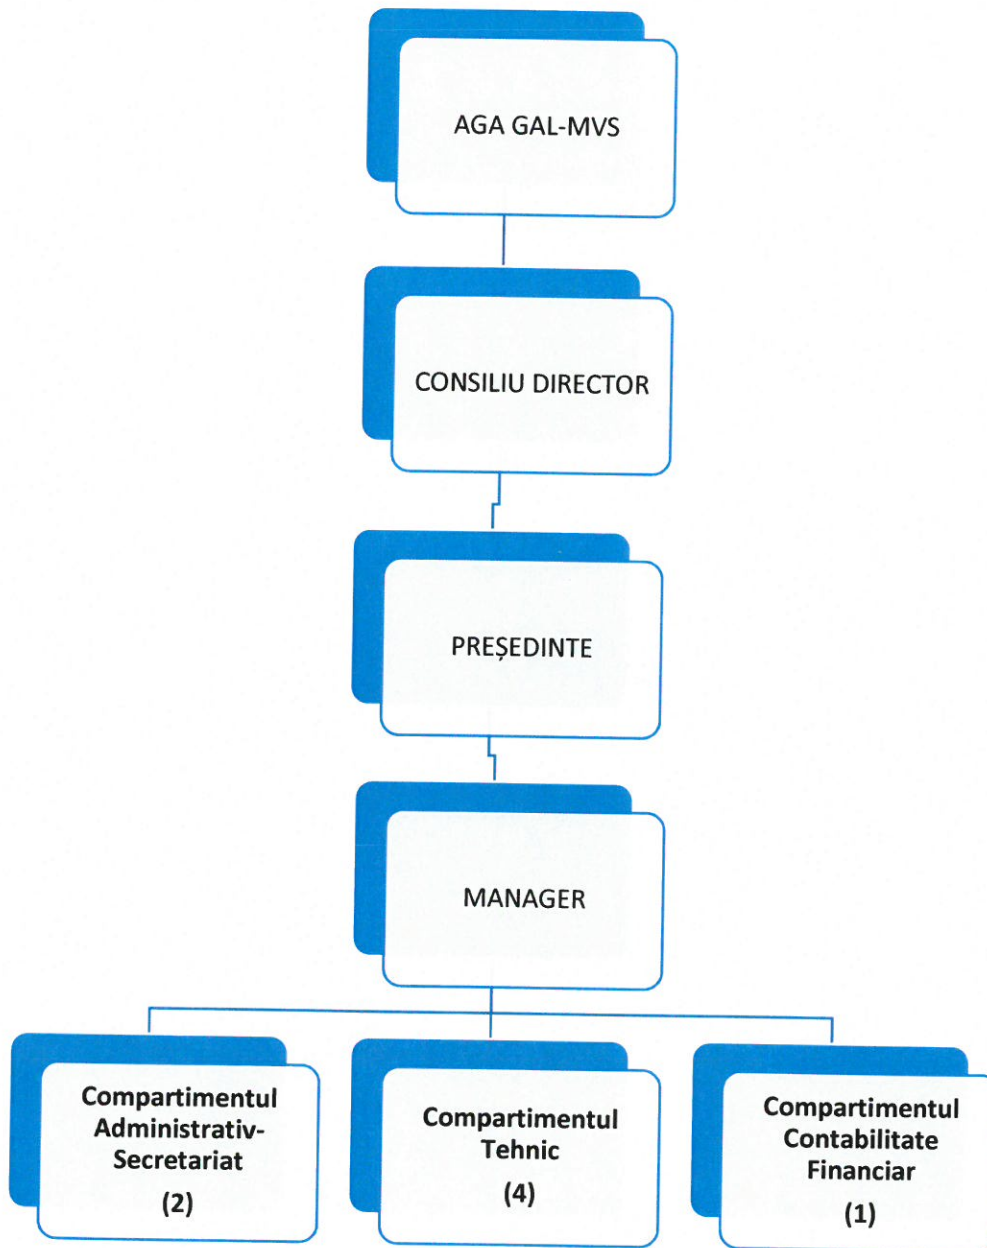 AGA GAL-MVS
CONSILIU DIRECTOR
PREȘEDINTE
MANAGER
Compartimentul
Administrativ-
Secretariat
(2)
Compartimentul
Tehnic
(4)
Compartimentul
Contabilitate
Financiar
(1)